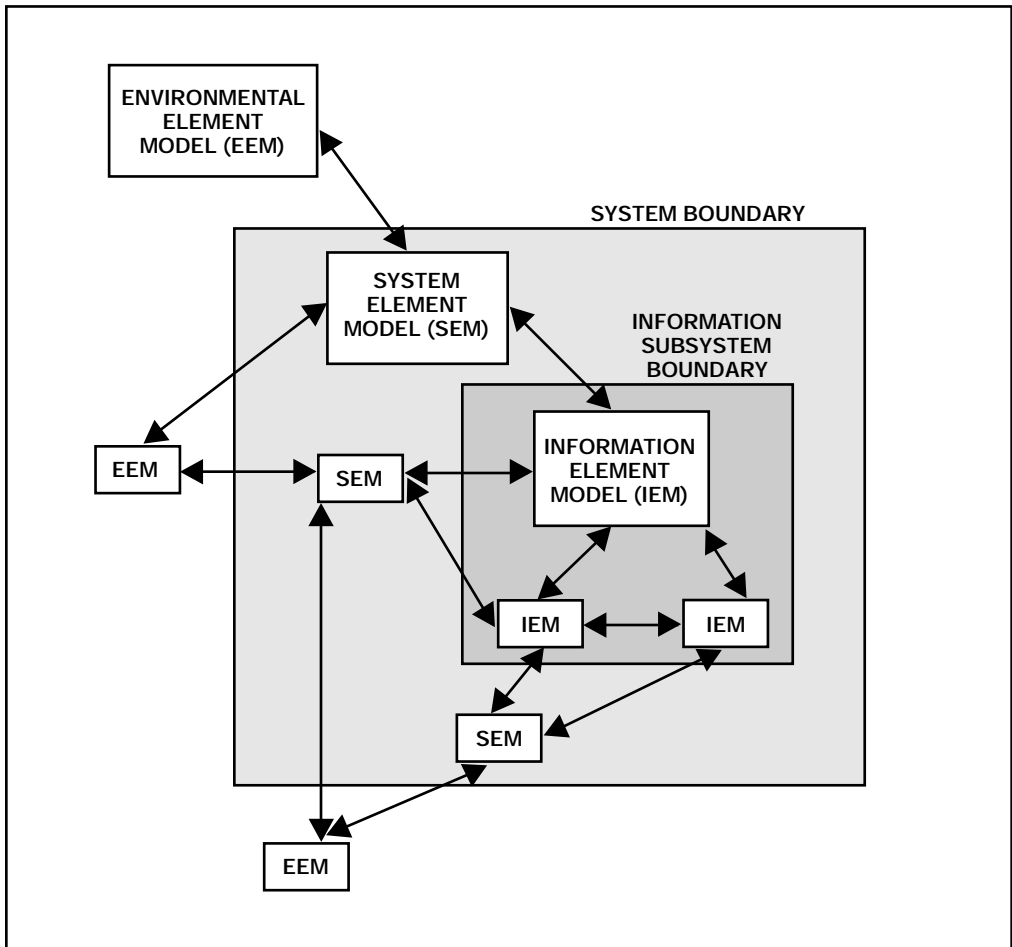 ENVIRONMENTAL
ELEMENT
MODEL (EEM)
SYSTEM BOUNDARY
SYSTEM
ELEMENT
MODEL (SEM)
INFORMATION
SUBSYSTEM
BOUNDARY
INFORMATION
ELEMENT
MODEL (IEM)
EEM
SEM
IEM
IEM
SEM
EEM